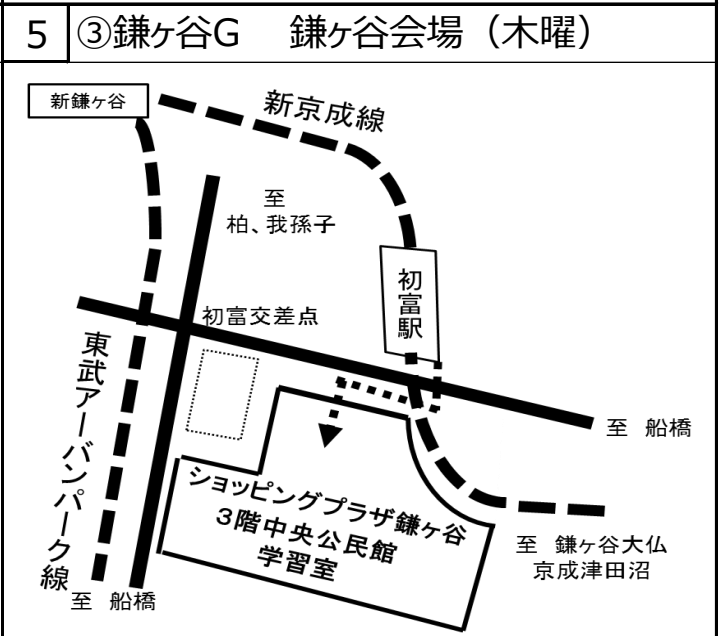 5 ③鎌ヶ谷G 鎌ヶ谷会場（木曜）
新鎌ヶ谷
新京成線
至
柏、我孫子
初富駅
初富交差点
東武アーバンパーク線
至 船橋
ショッピングプラザ鎌ヶ谷
３階中央公民館
学習室
至 鎌ヶ谷大仏
京成津田沼
至 船橋